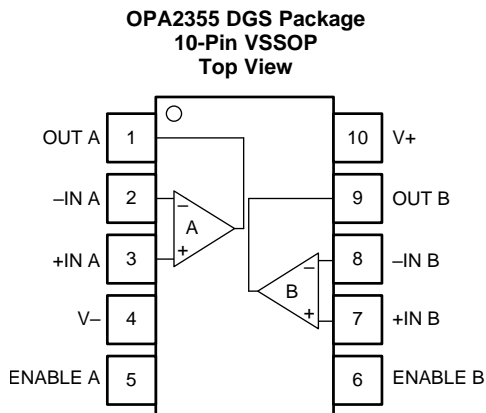 OPA2355 DGS Package
10-Pin VSSOP
Top View
OUT A 1 10 V+
–IN A 2 – 9 OUT B
A
+IN A 3 + – 8 –IN B
B
V– 4 + 7 +IN B
ENABLE A 5 6 ENABLE B